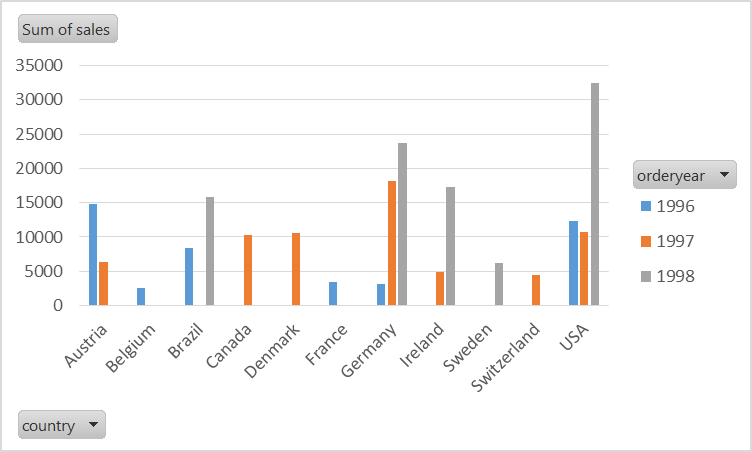 Sum of sales
35000
30000
25000
20000
15000
10000
5000
0
Austria
Belgium
Brazil
Canada
Denmark
France
Germany
Ireland
Sweden
Switzerland
USA
orderyear
1996
1997
1998
country